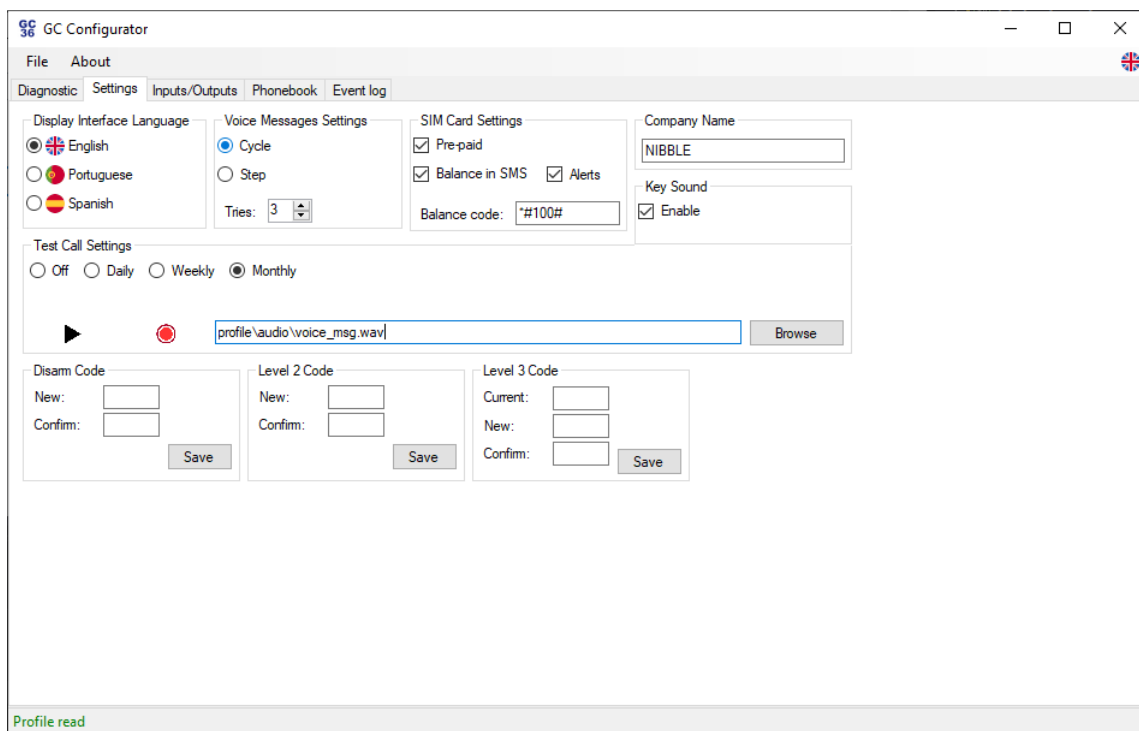 GC 36 GC Configurator
File About
Diagnostic Settings Inputs/Outputs Phonebook Event log
Display Interface Language
English
Portuguese
Spanish
Voice Messages Settings
Cycle
Step
Tries: 3
SIM Card Settings
Pre-paid
Balance in SMS Alerts
Balance code: *#100#
Company Name
NIBBLE
Key Sound
Enable
Test Call Settings
Off Daily Weekly Monthly
profile\audio\voice_msg.wav Browse
Disarm Code
New:
Confirm:
Save
Level 2 Code
New:
Confirm:
Save
Level 3 Code
Current:
New:
Confirm:
Save
Profile read